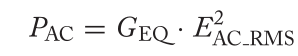 P_AC = G_EQ · E²_AC_RMS